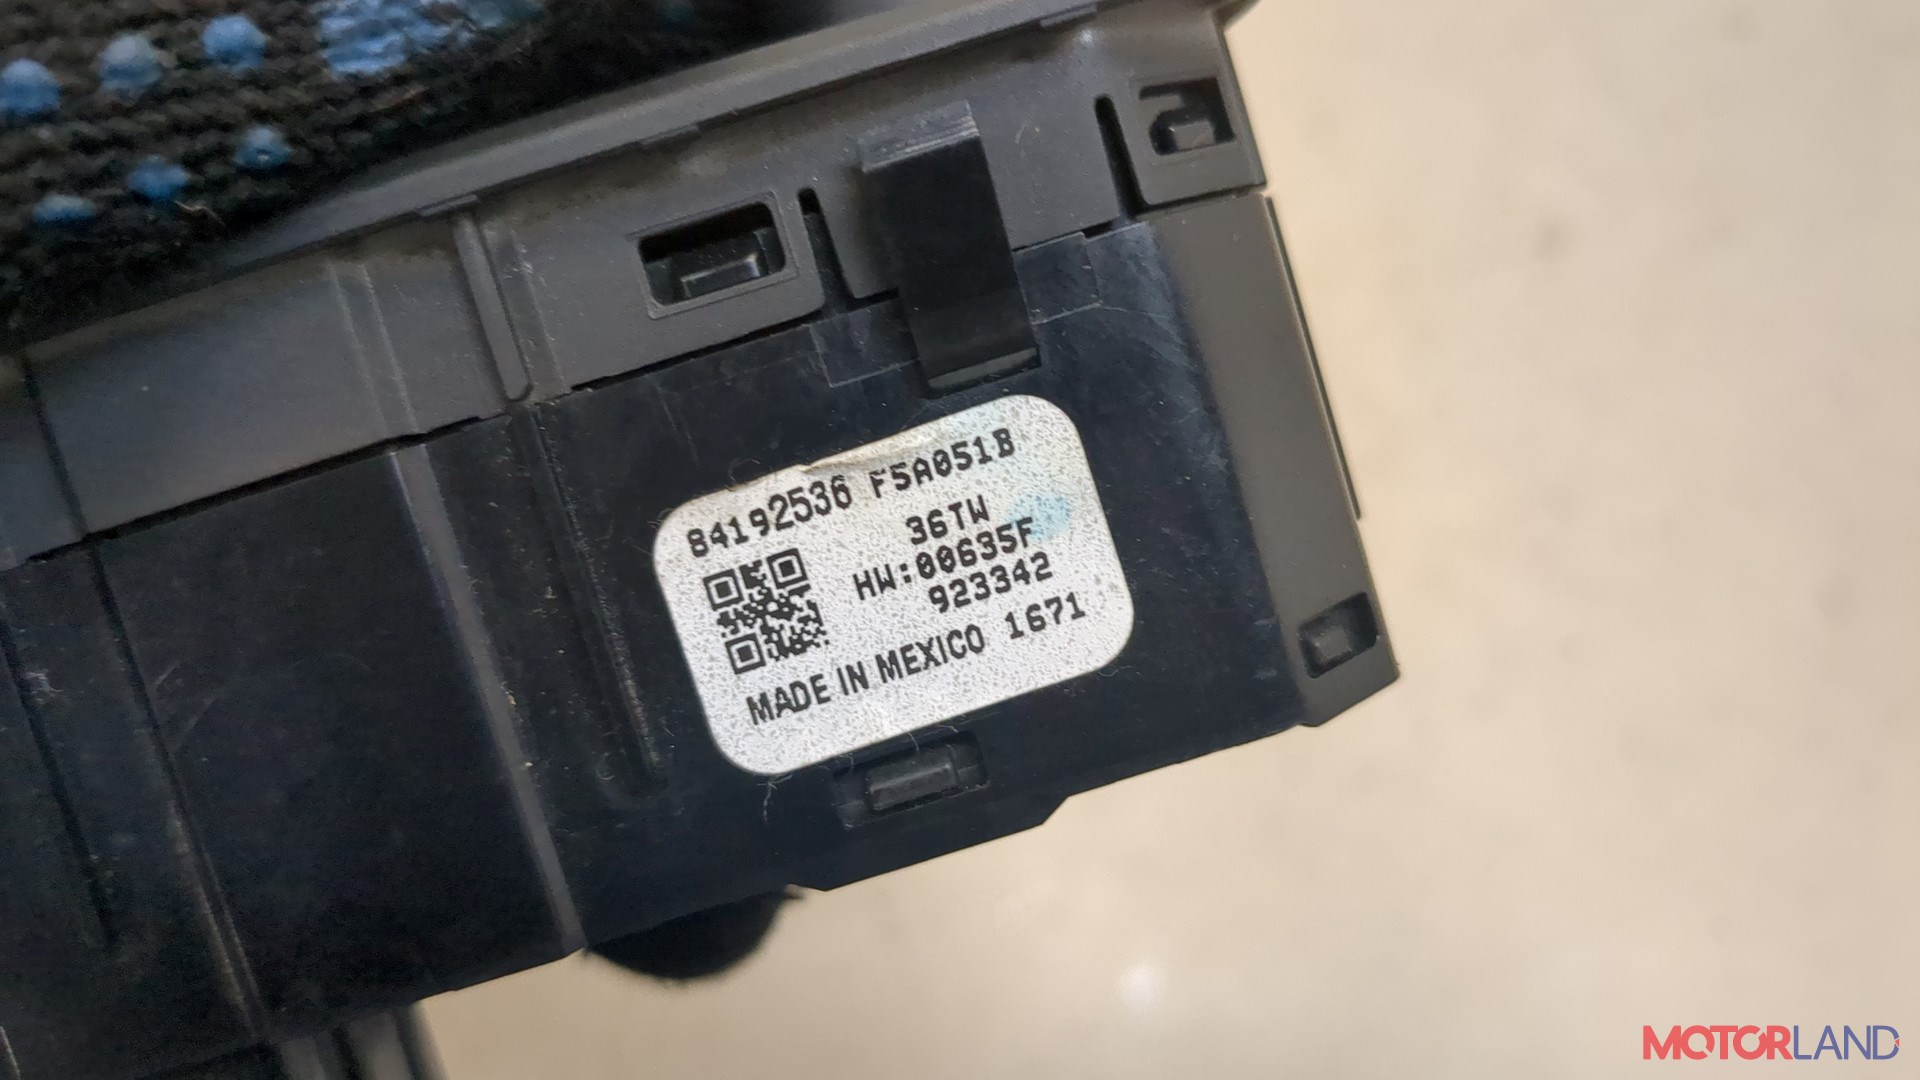 84192536 F5A051B
36TW
HW:00635F
923342
MADE IN MEXICO 1671
MOTORLAND